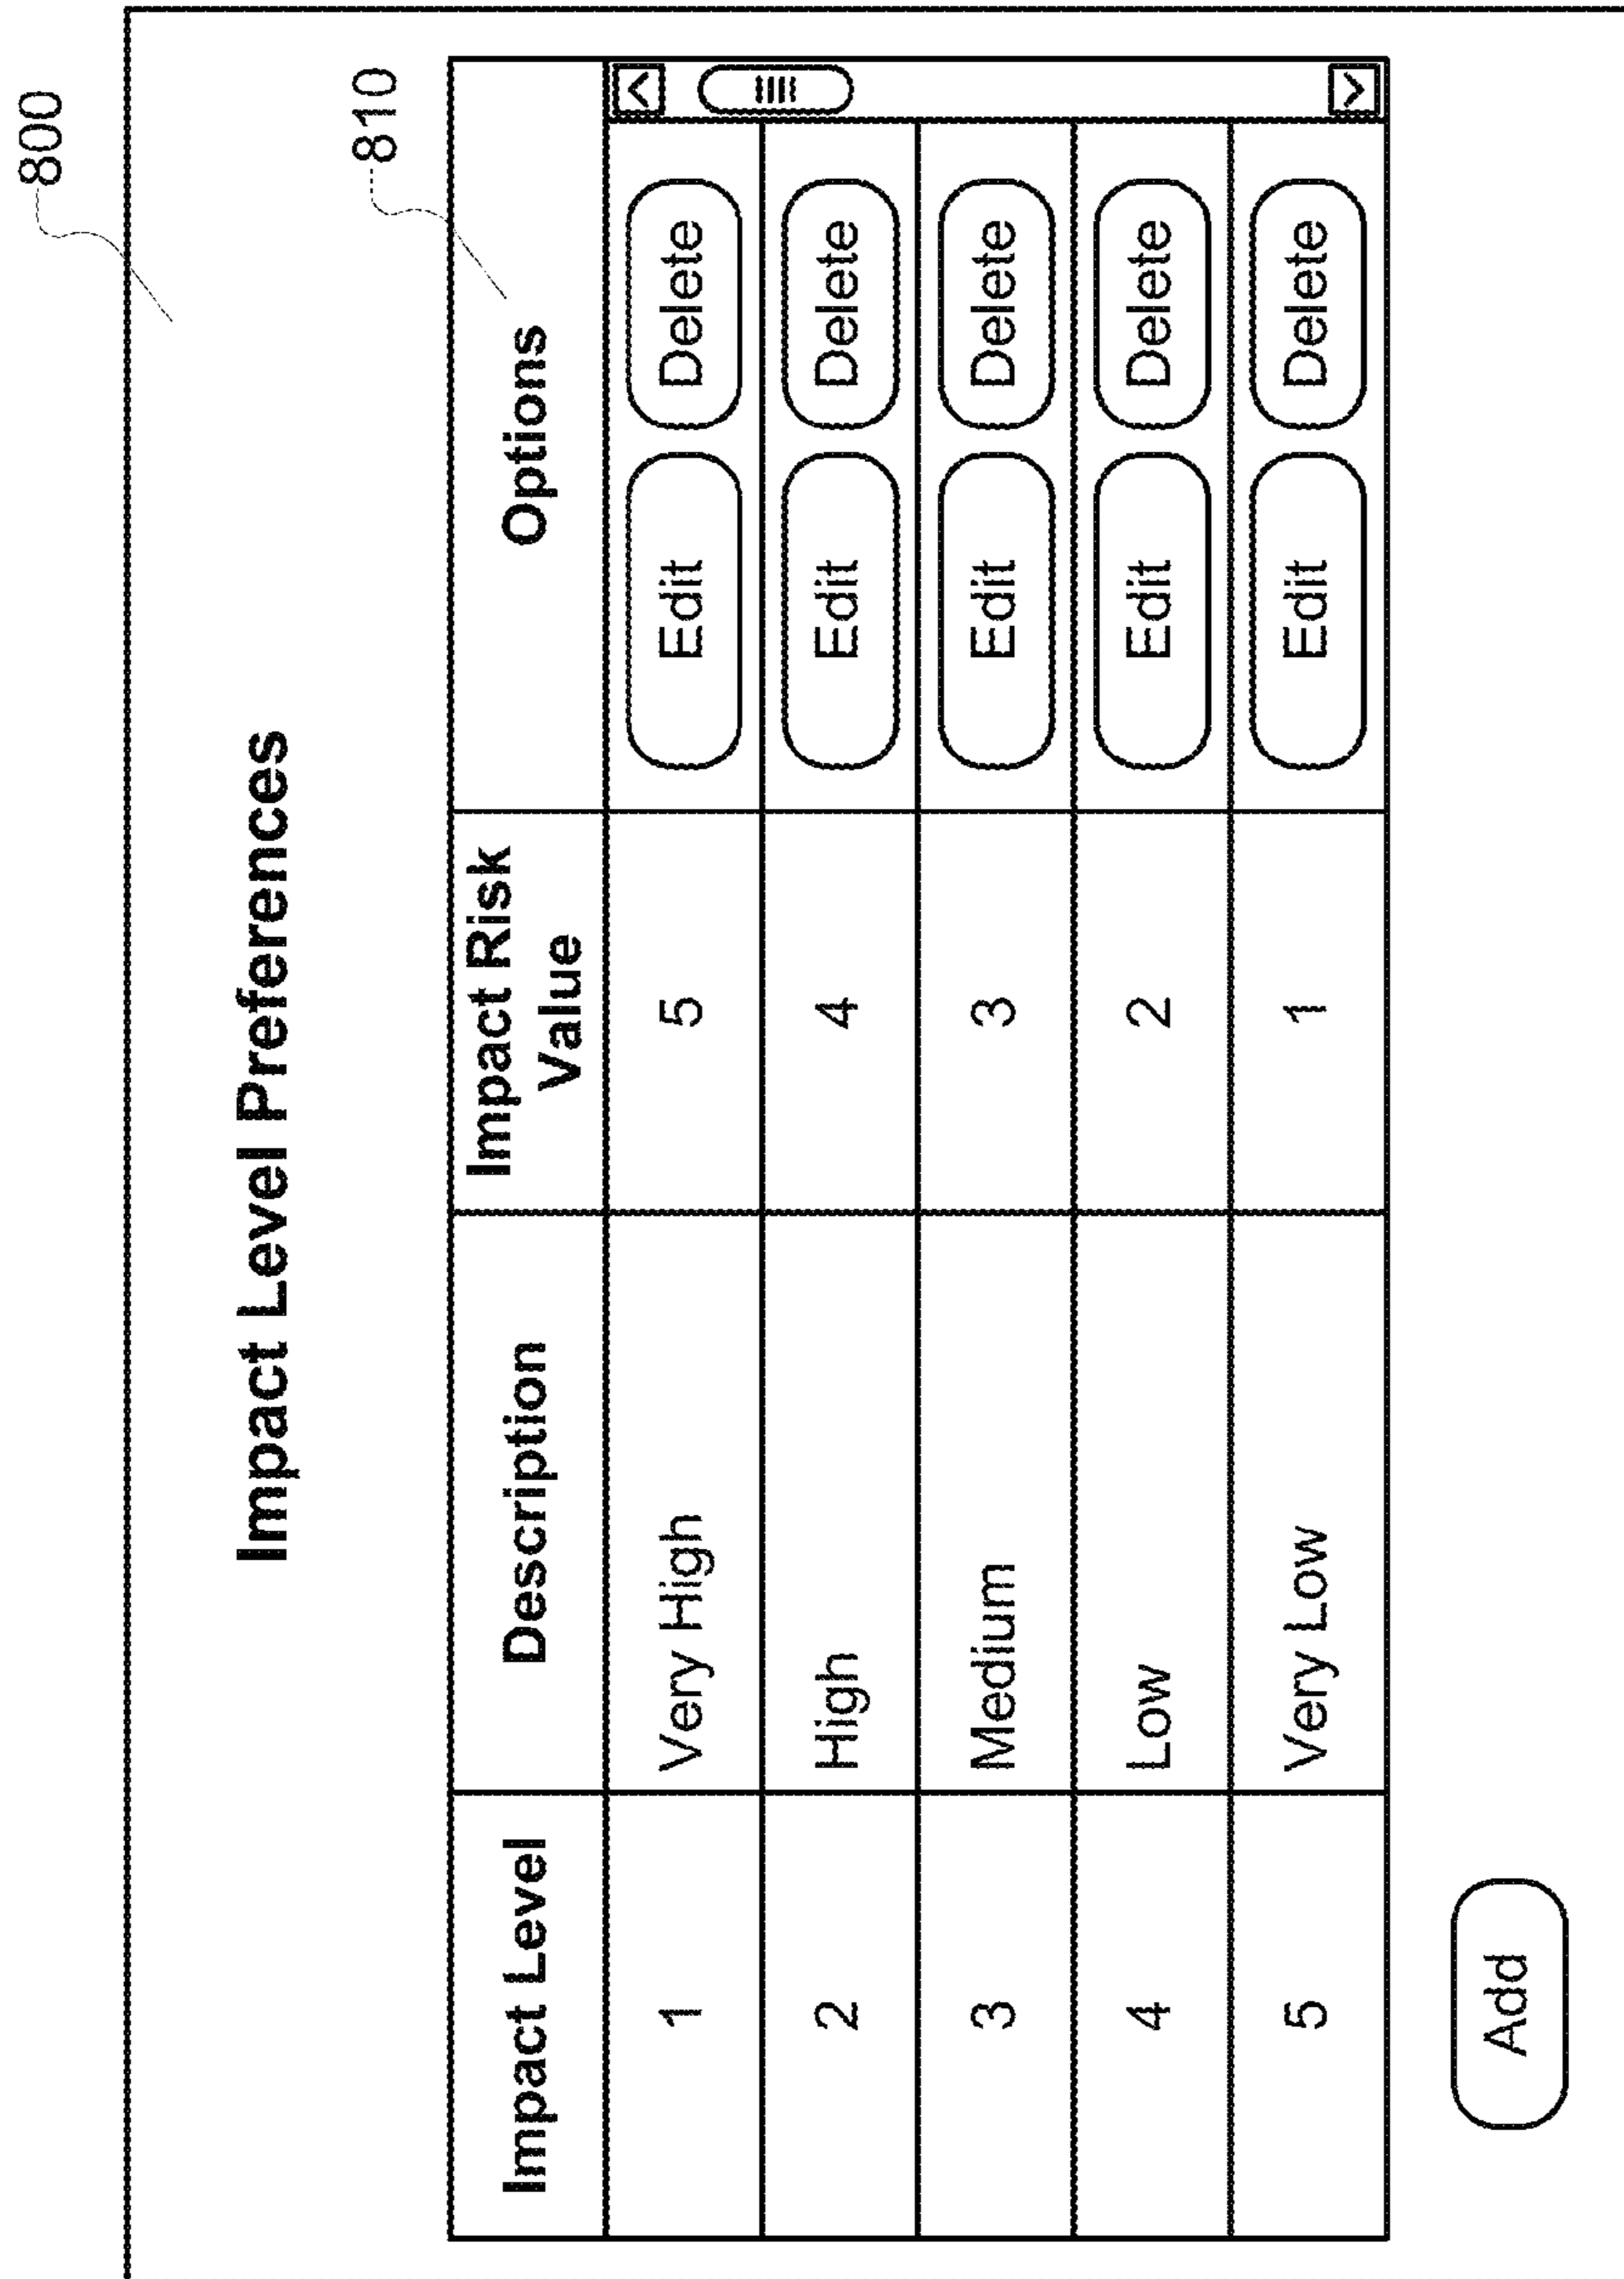 800
Impact Level Preferences
810
Impact Level Description Impact Risk Value Options
1 Very High 5 Edit Delete
2 High 4 Edit Delete
3 Medium 3 Edit Delete
4 Low 2 Edit Delete
5 Very Low 1 Edit Delete
Add